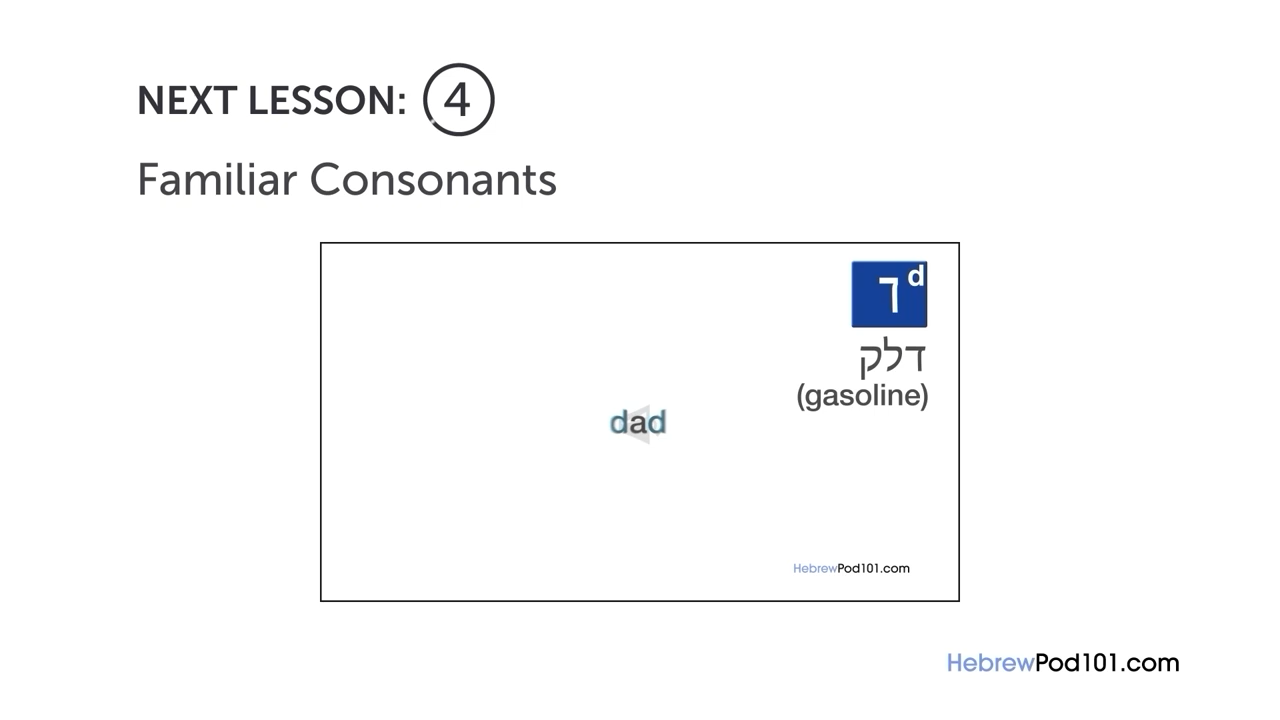 NEXT LESSON: 4
Familiar Consonants
ד d
דלק
(gasoline)
dad
HebrewPod101.com
HebrewPod101.com